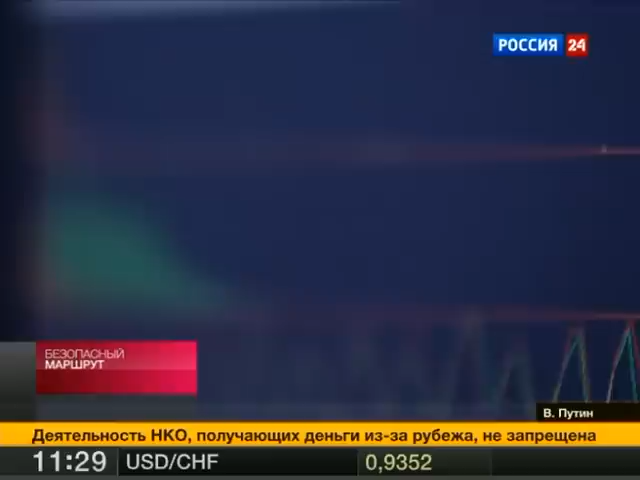 РОССИЯ 24
БЕЗОПАСНЫЙ
МАРШРУТ
В. Путин
Деятельность НКО, получающих деньги из-за рубежа, не запрещена
11:29 USD/CHF 0,9352